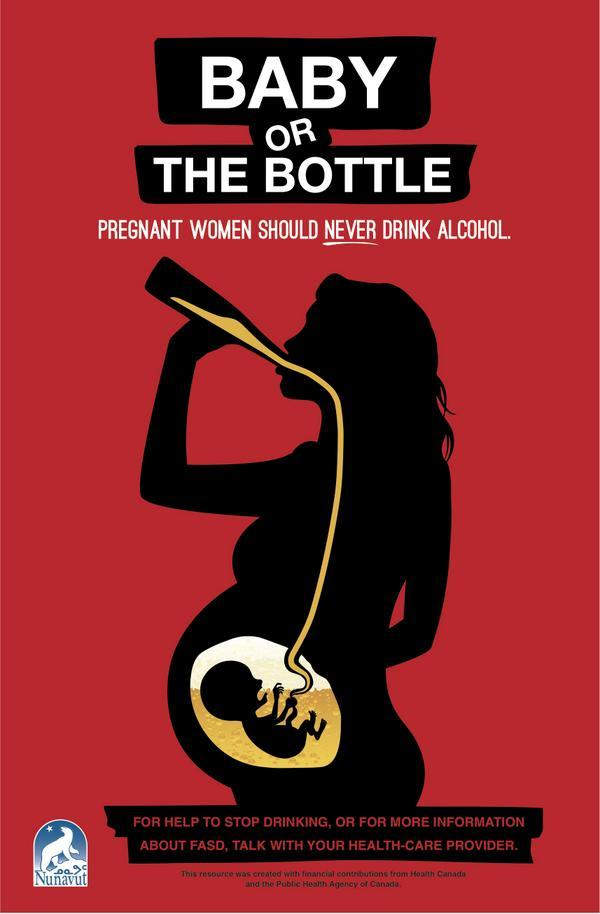 BABY
OR
THE BOTTLE
PREGNANT WOMEN SHOULD NEVER DRINK ALCOHOL.
FOR HELP TO STOP DRINKING, OR FOR MORE INFORMATION
ABOUT FASD, TALK WITH YOUR HEALTH-CARE PROVIDER.
This resource was created with financial contributions from Health Canada
and the Public Health Agency of Canada.
Nunavut